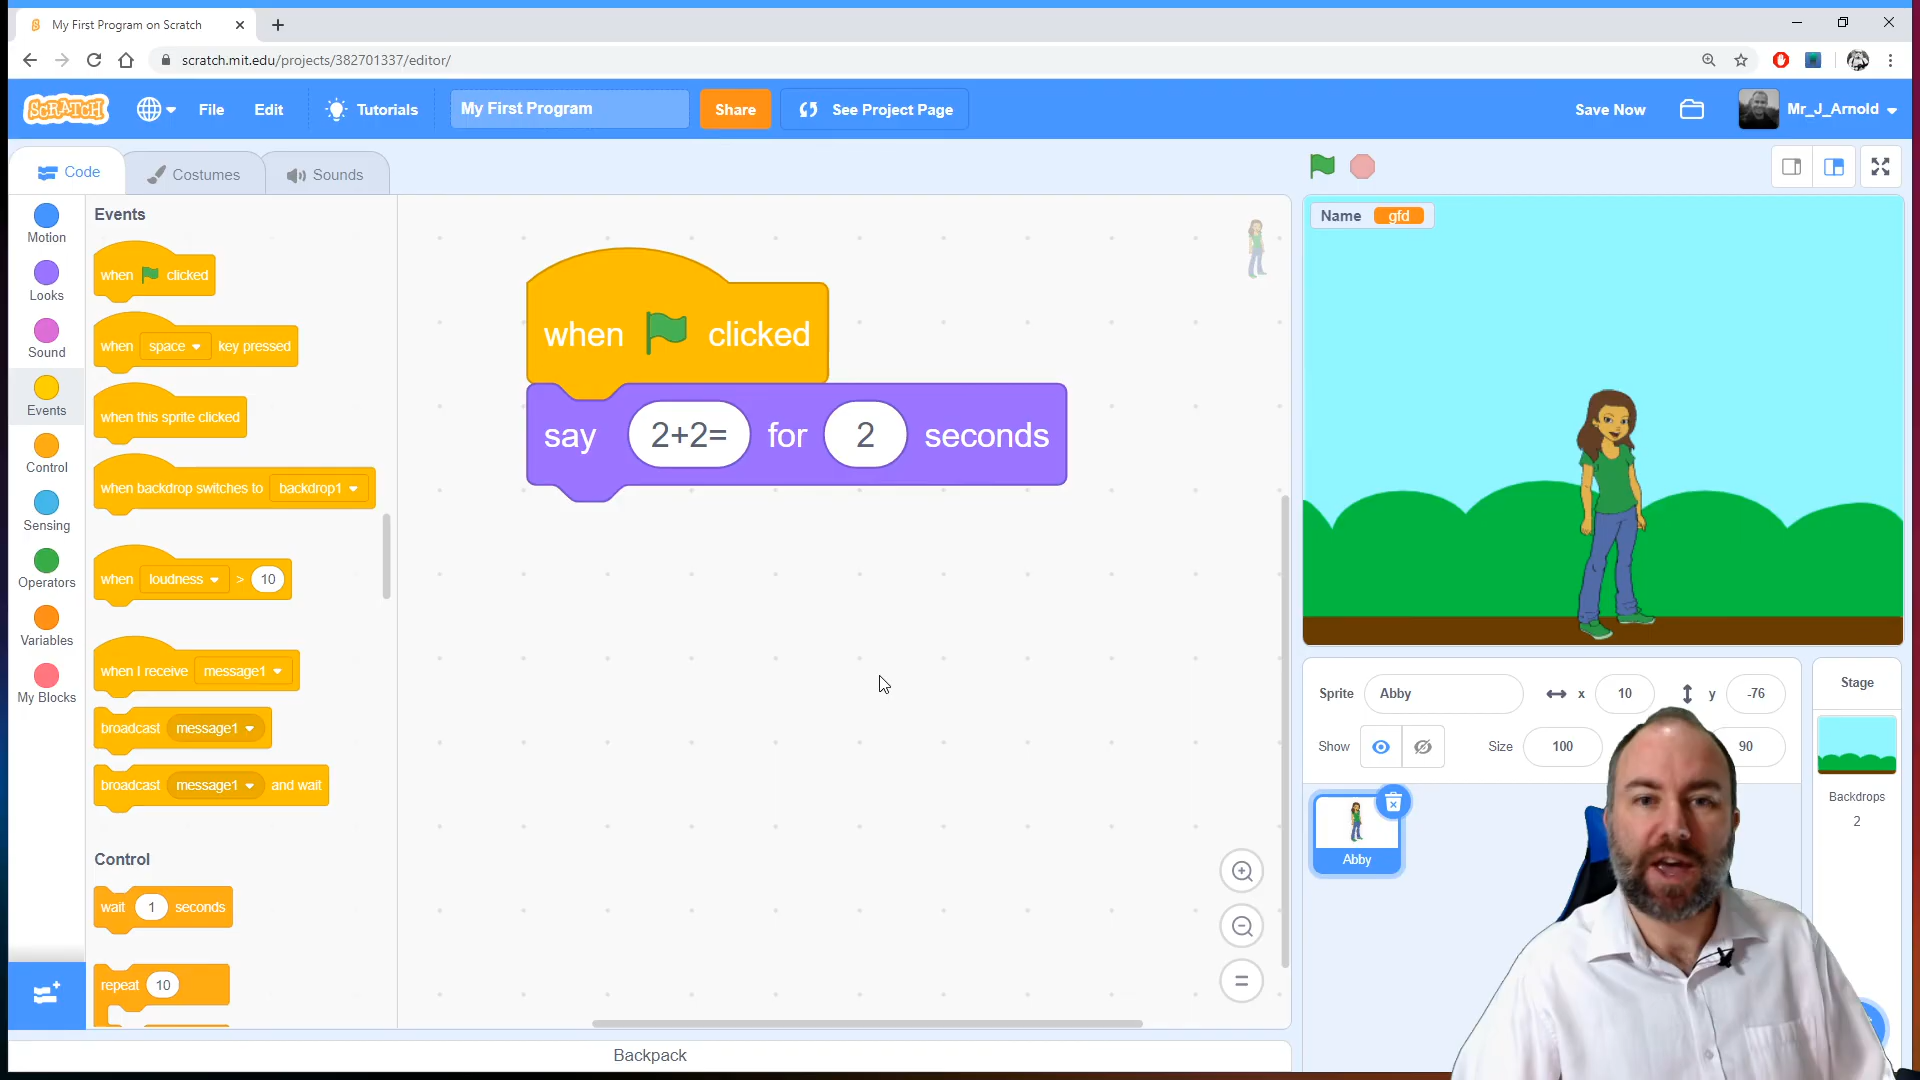 My First Program on Scratch
scratch.mit.edu/projects/382701337/editor/
SCRATCH
File
Edit
Tutorials
My First Program
Share
See Project Page
Save Now
Mr_J_Arnold
Code
Costumes
Sounds
Motion
Looks
Sound
Events
Control
Sensing
Operators
Variables
My Blocks
Events
when clicked
when space key pressed
when this sprite clicked
when backdrop switches to backdrop1
when loudness > 10
when I receive message1
broadcast message1
broadcast message1 and wait
Control
wait 1 seconds
repeat 10
when clicked
say 2+2= for 2 seconds
Backpack
Name gfd
Sprite Abby x 10 y -76
Show Size 100 90
Abby
Stage
Backdrops
2